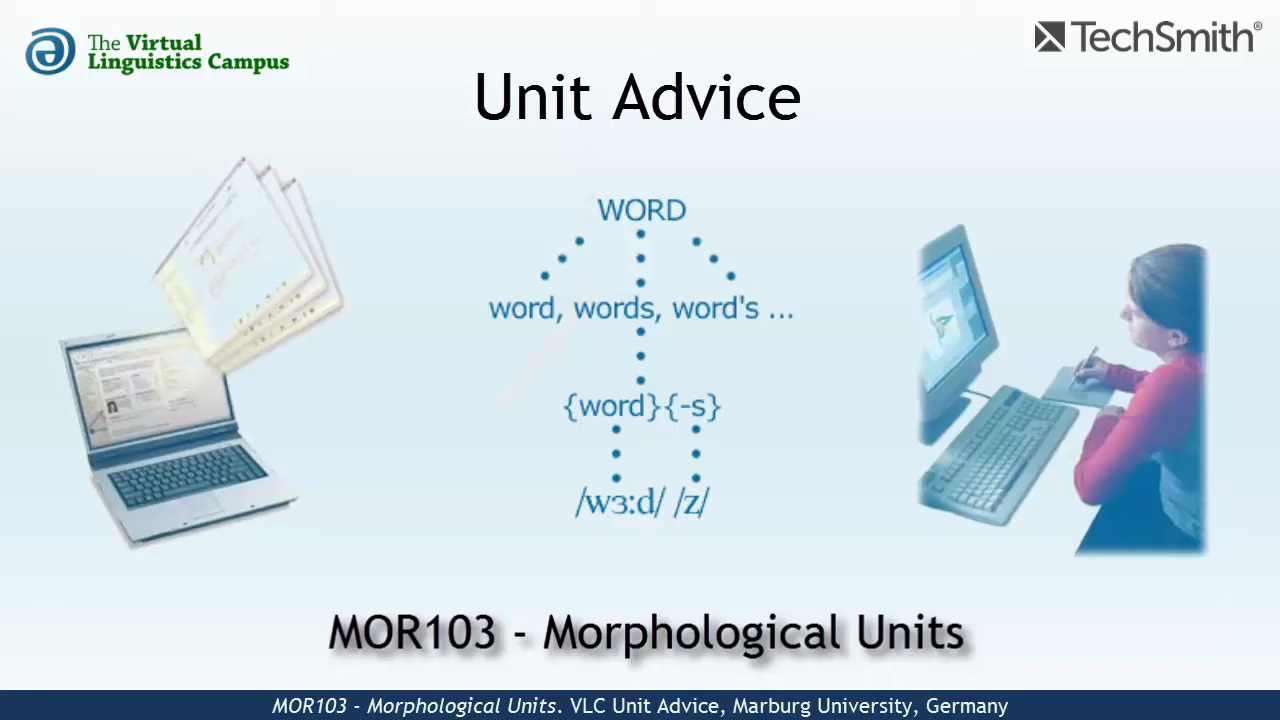 The Virtual
Linguistics Campus
TechSmith®
Unit Advice
WORD
word, words, word's ...
{word}{-s}
/wɜ:d/ /z/
MOR103 - Morphological Units
MOR103 - Morphological Units. VLC Unit Advice, Marburg University, Germany